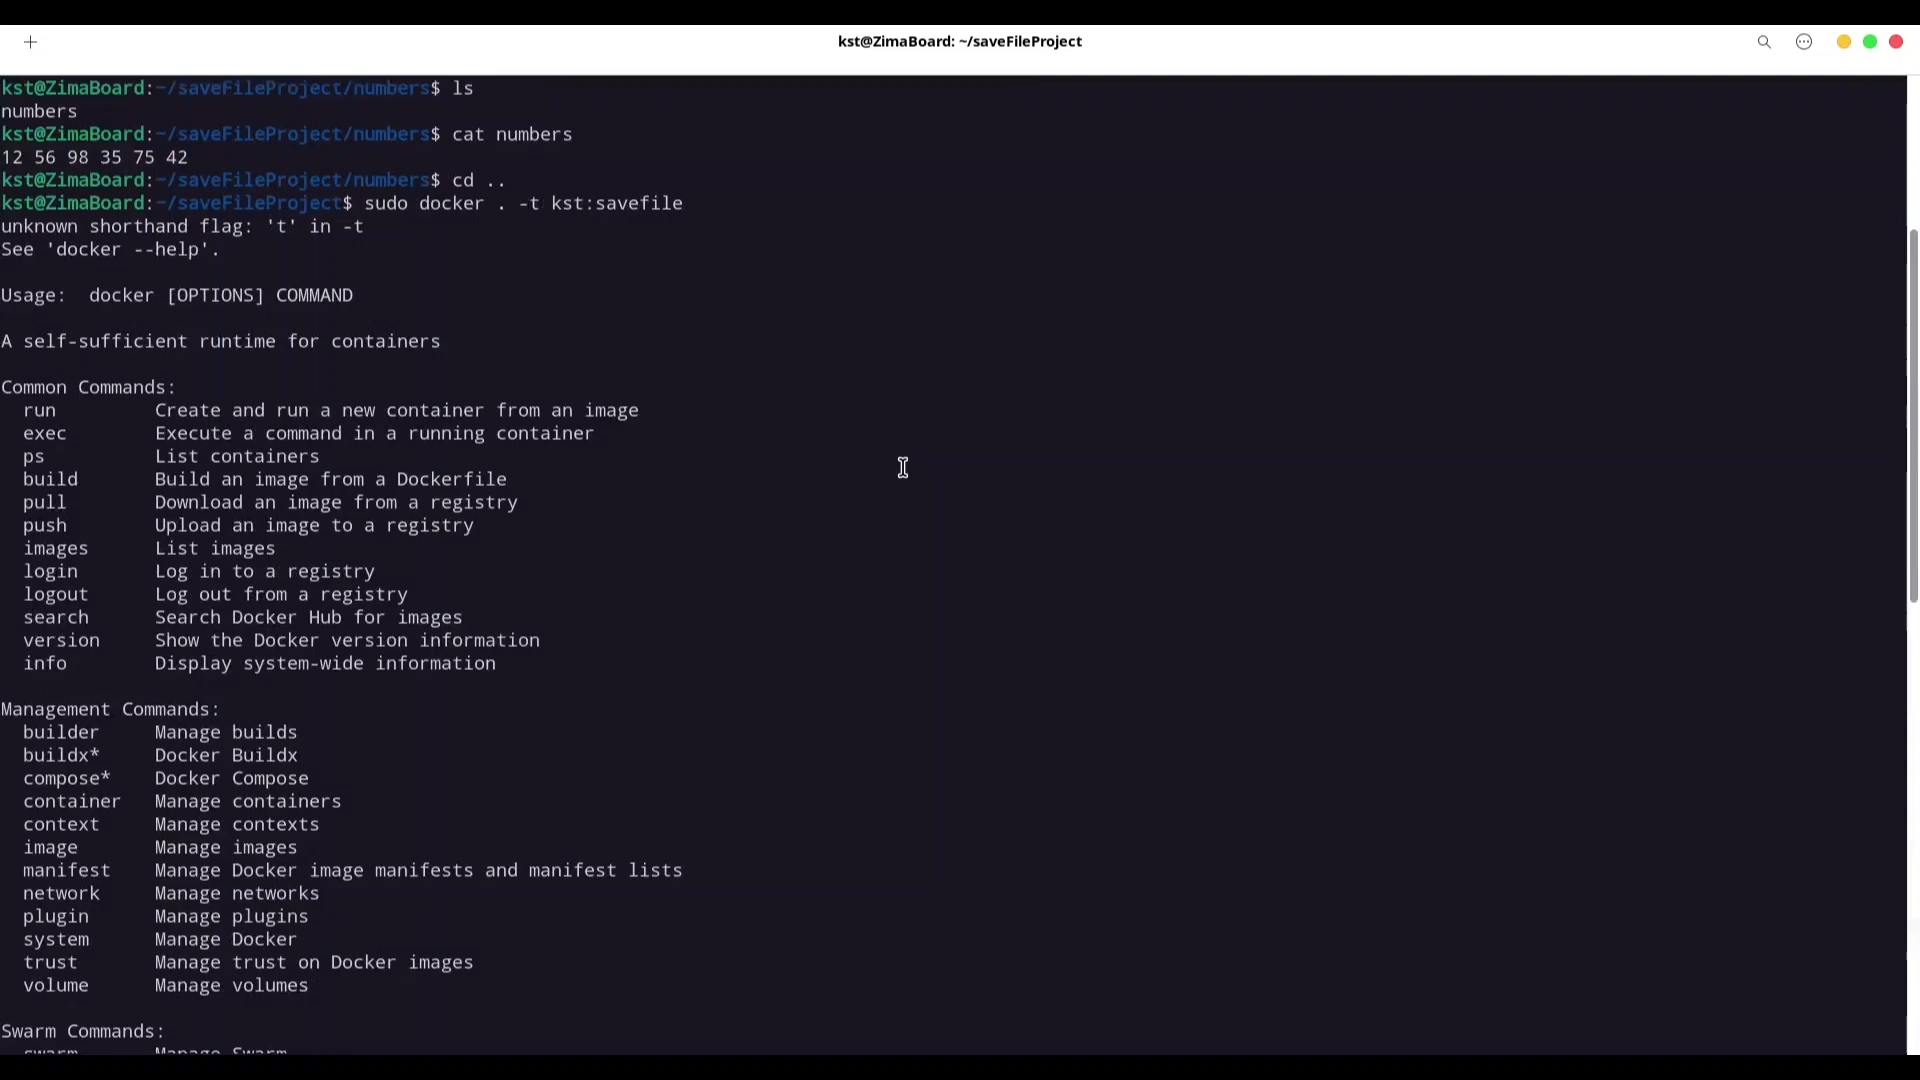 kst@ZimaBoard: ~/saveFileProject
kst@ZimaBoard:~/saveFileProject/numbers$ ls
numbers
kst@ZimaBoard:~/saveFileProject/numbers$ cat numbers
12 56 98 35 75 42
kst@ZimaBoard:~/saveFileProject/numbers$ cd ..
kst@ZimaBoard:~/saveFileProject$ sudo docker . -t kst:savefile
unknown shorthand flag: 't' in -t
See 'docker --help'.
Usage:  docker [OPTIONS] COMMAND
A self-sufficient runtime for containers
Common Commands:
  run         Create and run a new container from an image
  exec        Execute a command in a running container
  ps          List containers
  build       Build an image from a Dockerfile
  pull        Download an image from a registry
  push        Upload an image to a registry
  images      List images
  login       Log in to a registry
  logout      Log out from a registry
  search      Search Docker Hub for images
  version     Show the Docker version information
  info        Display system-wide information
Management Commands:
  builder     Manage builds
  buildx*     Docker Buildx
  compose*    Docker Compose
  container   Manage containers
  context     Manage contexts
  image       Manage images
  manifest    Manage Docker image manifests and manifest lists
  network     Manage networks
  plugin      Manage plugins
  system      Manage Docker
  trust       Manage trust on Docker images
  volume      Manage volumes
Swarm Commands:
  swarm       Manage Swarm